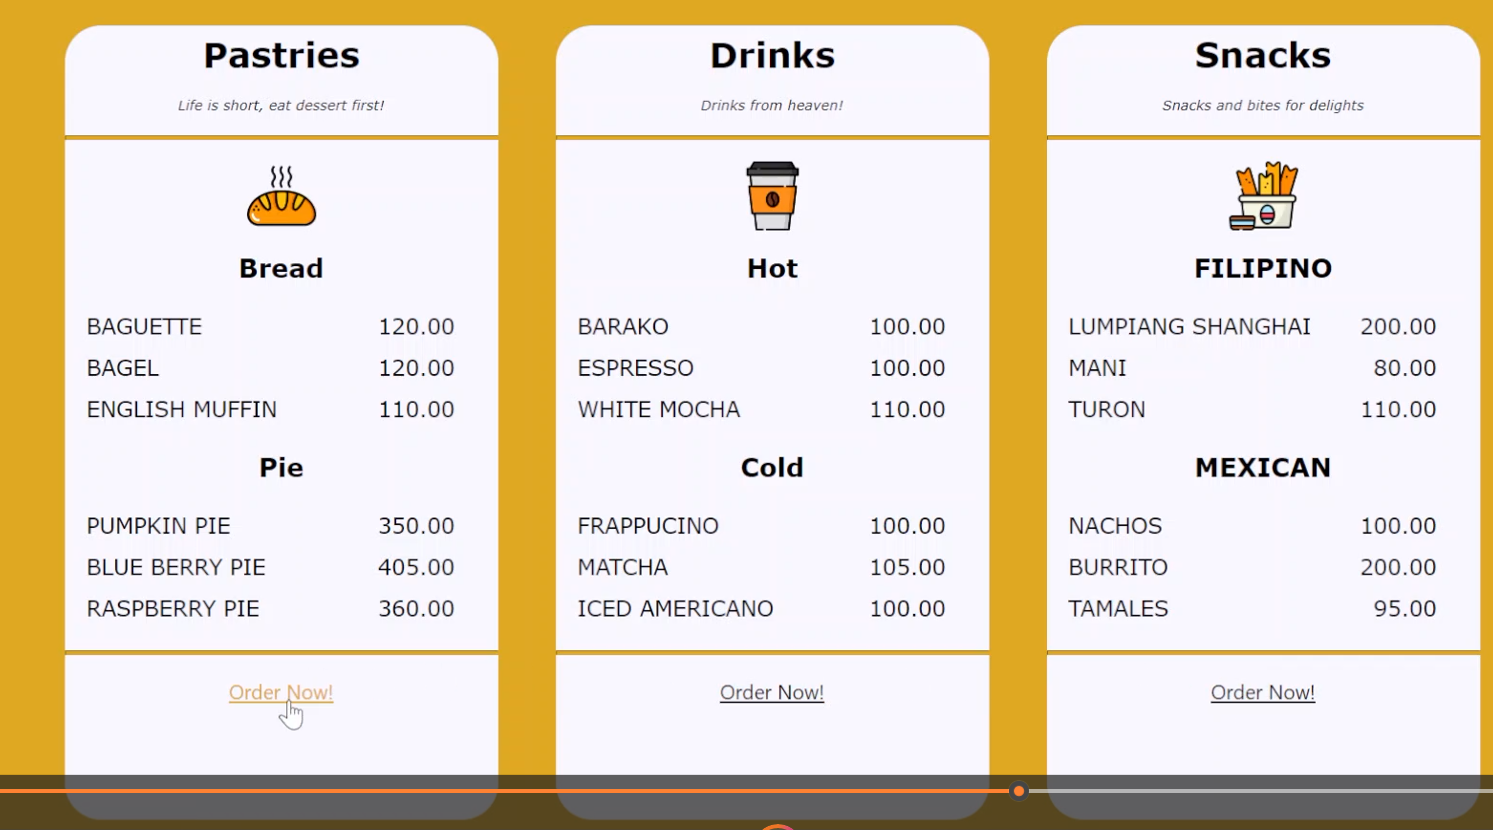 Pastries
Life is short, eat dessert first!
Bread
BAGUETTE 120.00
BAGEL 120.00
ENGLISH MUFFIN 110.00
Pie
PUMPKIN PIE 350.00
BLUE BERRY PIE 405.00
RASPBERRY PIE 360.00
Order Now!
Drinks
Drinks from heaven!
Hot
BARAKO 100.00
ESPRESSO 100.00
WHITE MOCHA 110.00
Cold
FRAPPUCINO 100.00
MATCHA 105.00
ICED AMERICANO 100.00
Order Now!
Snacks
Snacks and bites for delights
FILIPINO
LUMPIANG SHANGHAI 200.00
MANI 80.00
TURON 110.00
MEXICAN
NACHOS 100.00
BURRITO 200.00
TAMALES 95.00
Order Now!